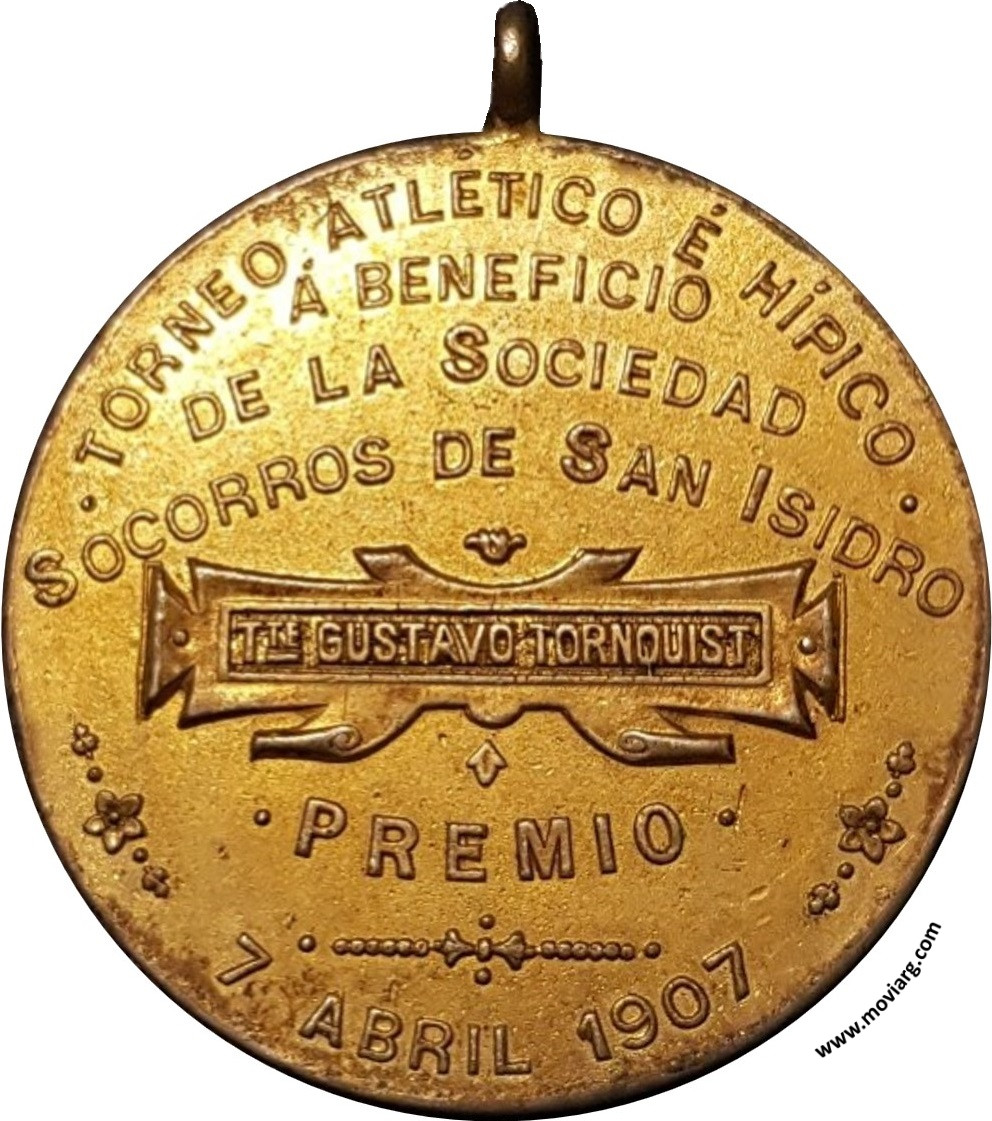 · TORNEO ATLÉTICO É HÍPICO ·
Á BENEFICIO
DE LA SOCIEDAD
SOCORROS DE SAN ISIDRO
TTE GUSTAVO TORNQUIST
· PREMIO ·
7 ABRIL 1907
www.moviarg.com